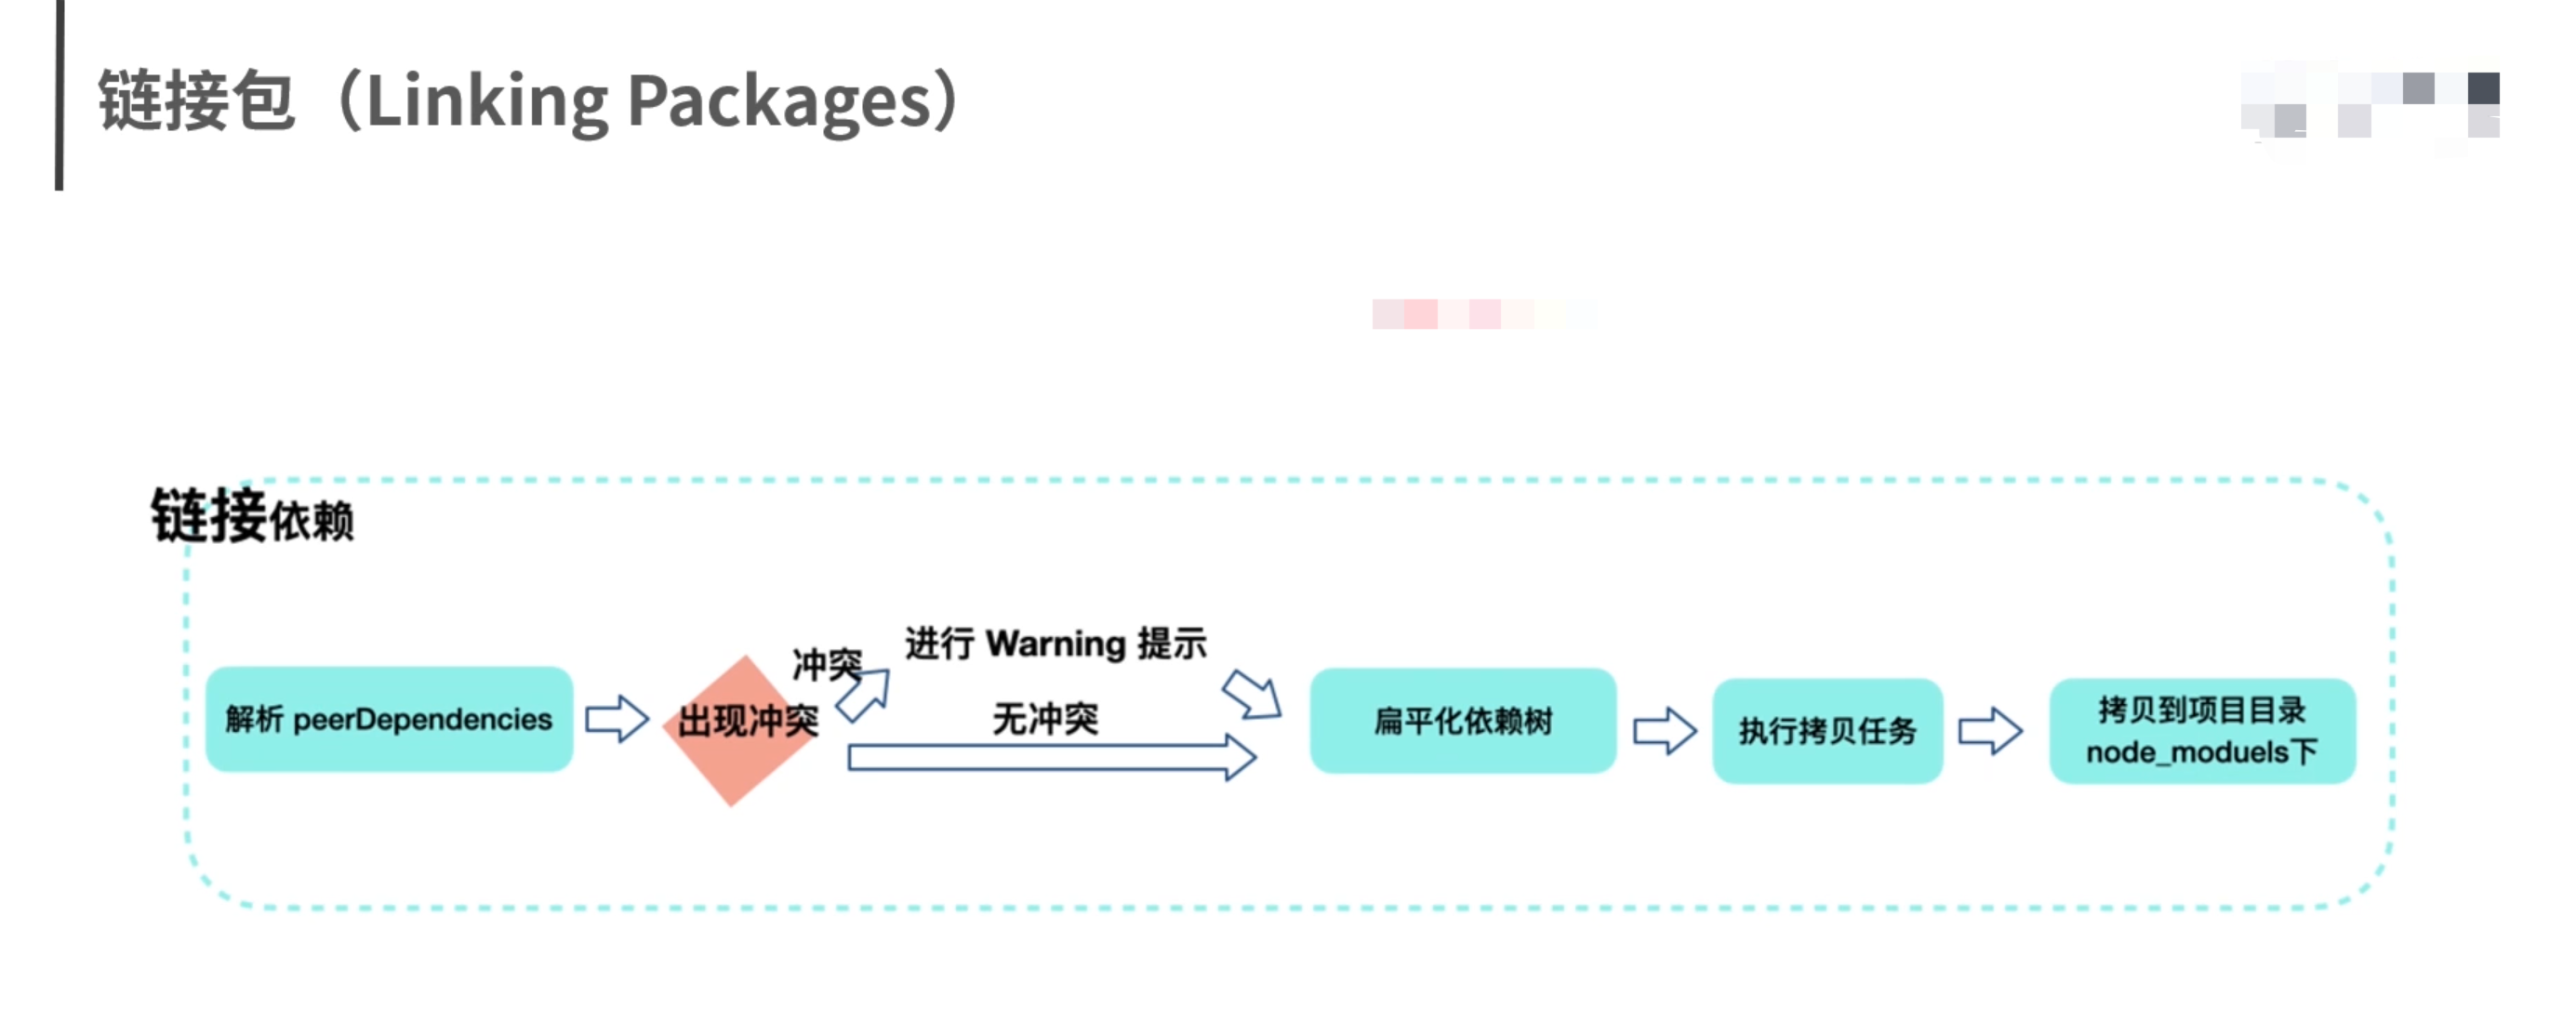 链接包（Linking Packages）
链接依赖
解析 peerDependencies
出现冲突
冲突
进行 Warning 提示
无冲突
扁平化依赖树
执行拷贝任务
拷贝到项目目录
node_moduels下